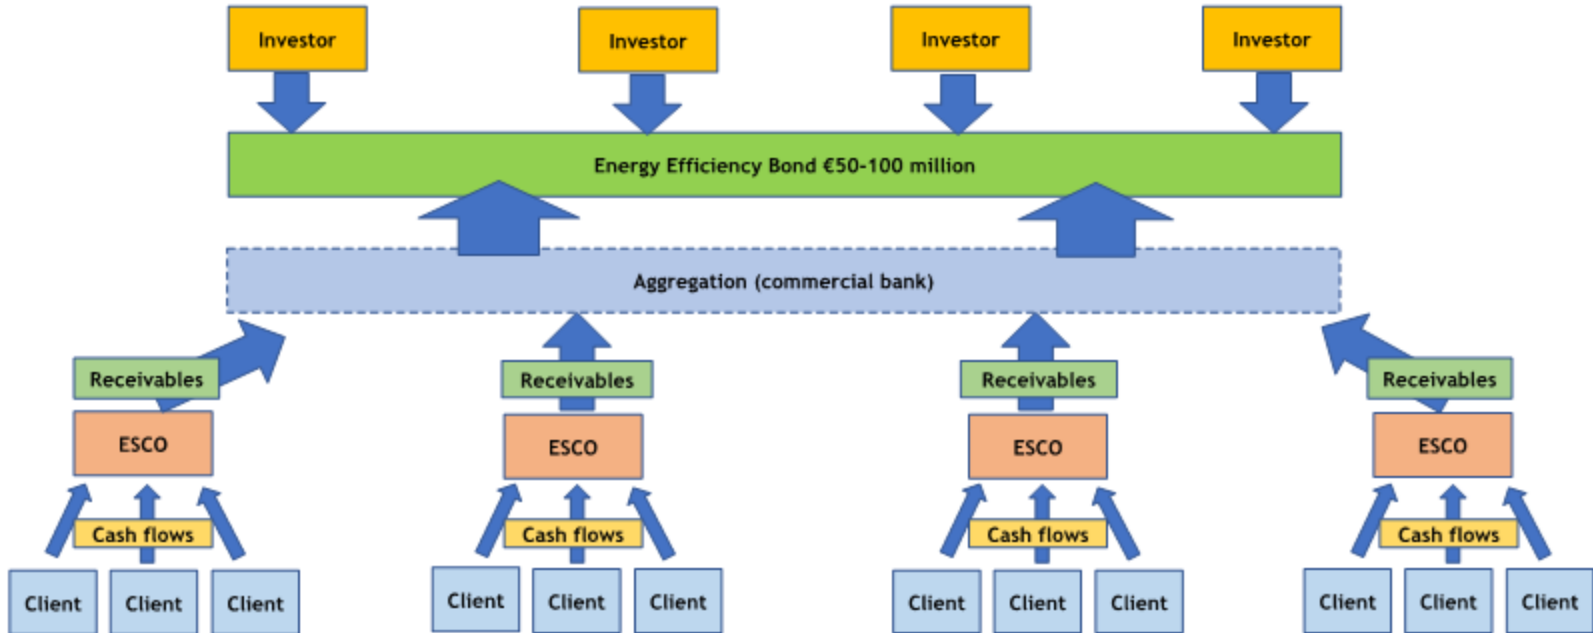 Investor
Investor
Investor
Investor
Energy Efficiency Bond €50-100 million
Aggregation (commercial bank)
Receivables
Receivables
Receivables
Receivables
ESCO
ESCO
ESCO
ESCO
Cash flows
Cash flows
Cash flows
Cash flows
Client
Client
Client
Client
Client
Client
Client
Client
Client
Client
Client
Client